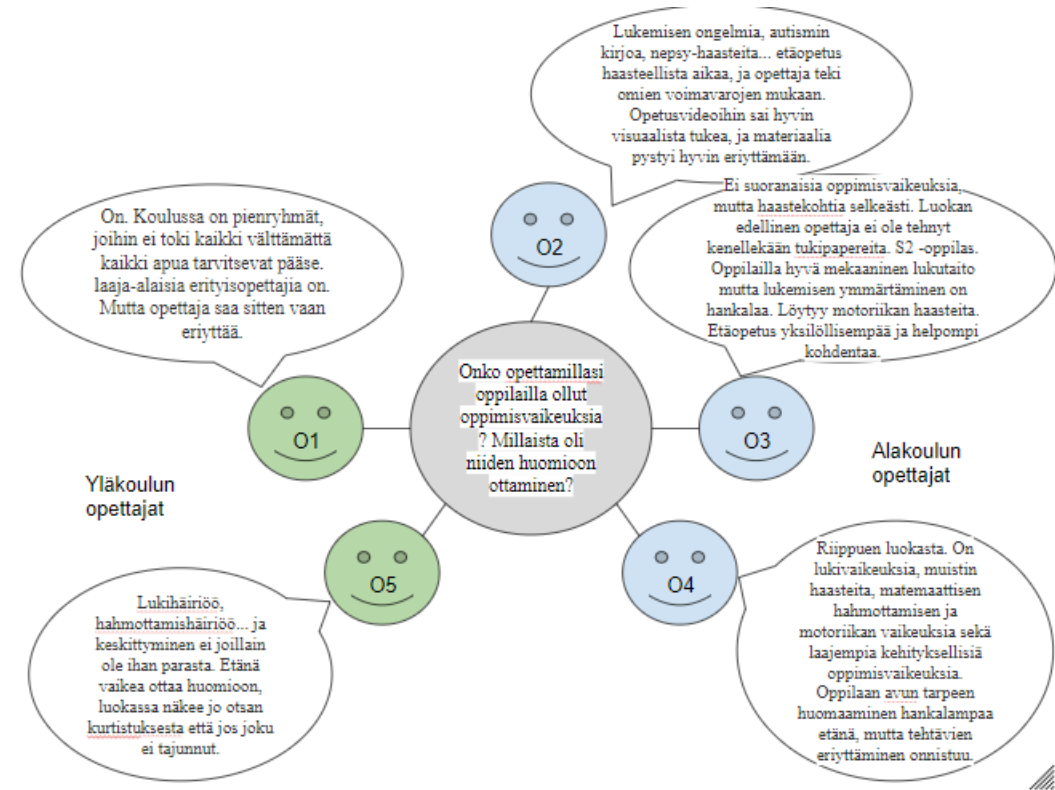 Lukemisen ongelmia, autismin
kirjoa, nepsy-haasteita... etäopetus
haasteellista aikaa, ja opettaja teki
omien voimavarojen mukaan.
Opetusvideoihin sai hyvin
visuaalista tukea, ja materiaalia
pystyi hyvin eriyttämään.
On. Koulussa on pienryhmät,
joihin ei toki kaikki välttämättä
kaikki apua tarvitsevat pääse.
laaja-alaisia erityisopettajia on.
Mutta opettaja saa sitten vaan
eriyttää.
O2
Ei suoranaisia oppimisvaikeuksia,
mutta haastekohtia selkeästi. Luokan
edellinen opettaja ei ole tehnyt
kenellekään tukipapereita. S2 -oppilas.
Oppilailla hyvä mekaaninen lukutaito
mutta lukemisen ymmärtäminen on
hankalaa. Löytyy motoriikan haasteita.
Etäopetus yksilöllisempää ja helpompi
kohdentaa.
O1
Onko opettamillasi
oppilailla ollut
oppimisvaikeuksia
? Millaista oli
niiden huomioon
ottaminen?
O3
Yläkoulun
opettajat
Alakoulun
opettajat
O5
O4
Lukihäiriöö,
hahmottamishäiriöö... ja
keskittyminen ei joillain
ole ihan parasta. Etänä
vaikea ottaa huomioon,
luokassa näkee jo otsan
kurtistuksesta että jos joku
ei tajunnut.
Riippuen luokasta. On
lukivaikeuksia, muistin
haasteita, matemaattisen
hahmottamisen ja
motoriikan vaikeuksia sekä
laajempia kehityksellisiä
oppimisvaikeuksia.
Oppilaan avun tarpeen
huomaaminen hankalampaa
etänä, mutta tehtävien
eriyttäminen onnistuu.